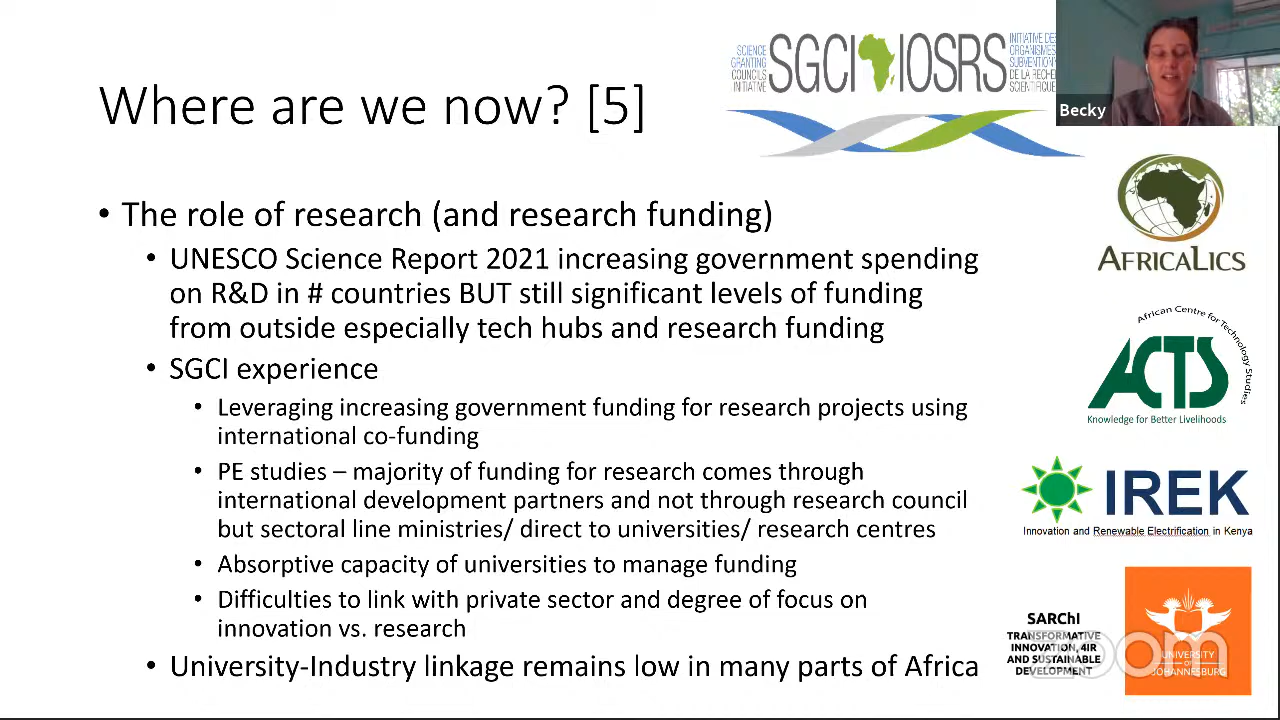 Where are we now? [5]
• The role of research (and research funding)
• UNESCO Science Report 2021 increasing government spending
on R&D in # countries BUT still significant levels of funding
from outside especially tech hubs and research funding
• SGCI experience
• Leveraging increasing government funding for research projects using
international co-funding
• PE studies – majority of funding for research comes through
international development partners and not through research council
but sectoral line ministries/ direct to universities/ research centres
• Absorptive capacity of universities to manage funding
• Difficulties to link with private sector and degree of focus on
innovation vs. research
• University-Industry linkage remains low in many parts of Africa
SCIENCE
GRANTING
COUNCILS
INITIATIVE
SGCI IOSRS
INITIATIVE DES
ORGANISMES
SUBVENTION
DE LA RECHE
SCIENTIFIQUE
Becky
AFRICALICS
African Centre for Technology Studies
ACTS
Knowledge for Better Livelihoods
IREK
Innovation and Renewable Electrification in Kenya
SARChI
TRANSFORMATIVE
INNOVATION, 4IR
AND SUSTAINABLE
DEVELOPMENT
UNIVERSITY
OF
JOHANNESBURG
zoom